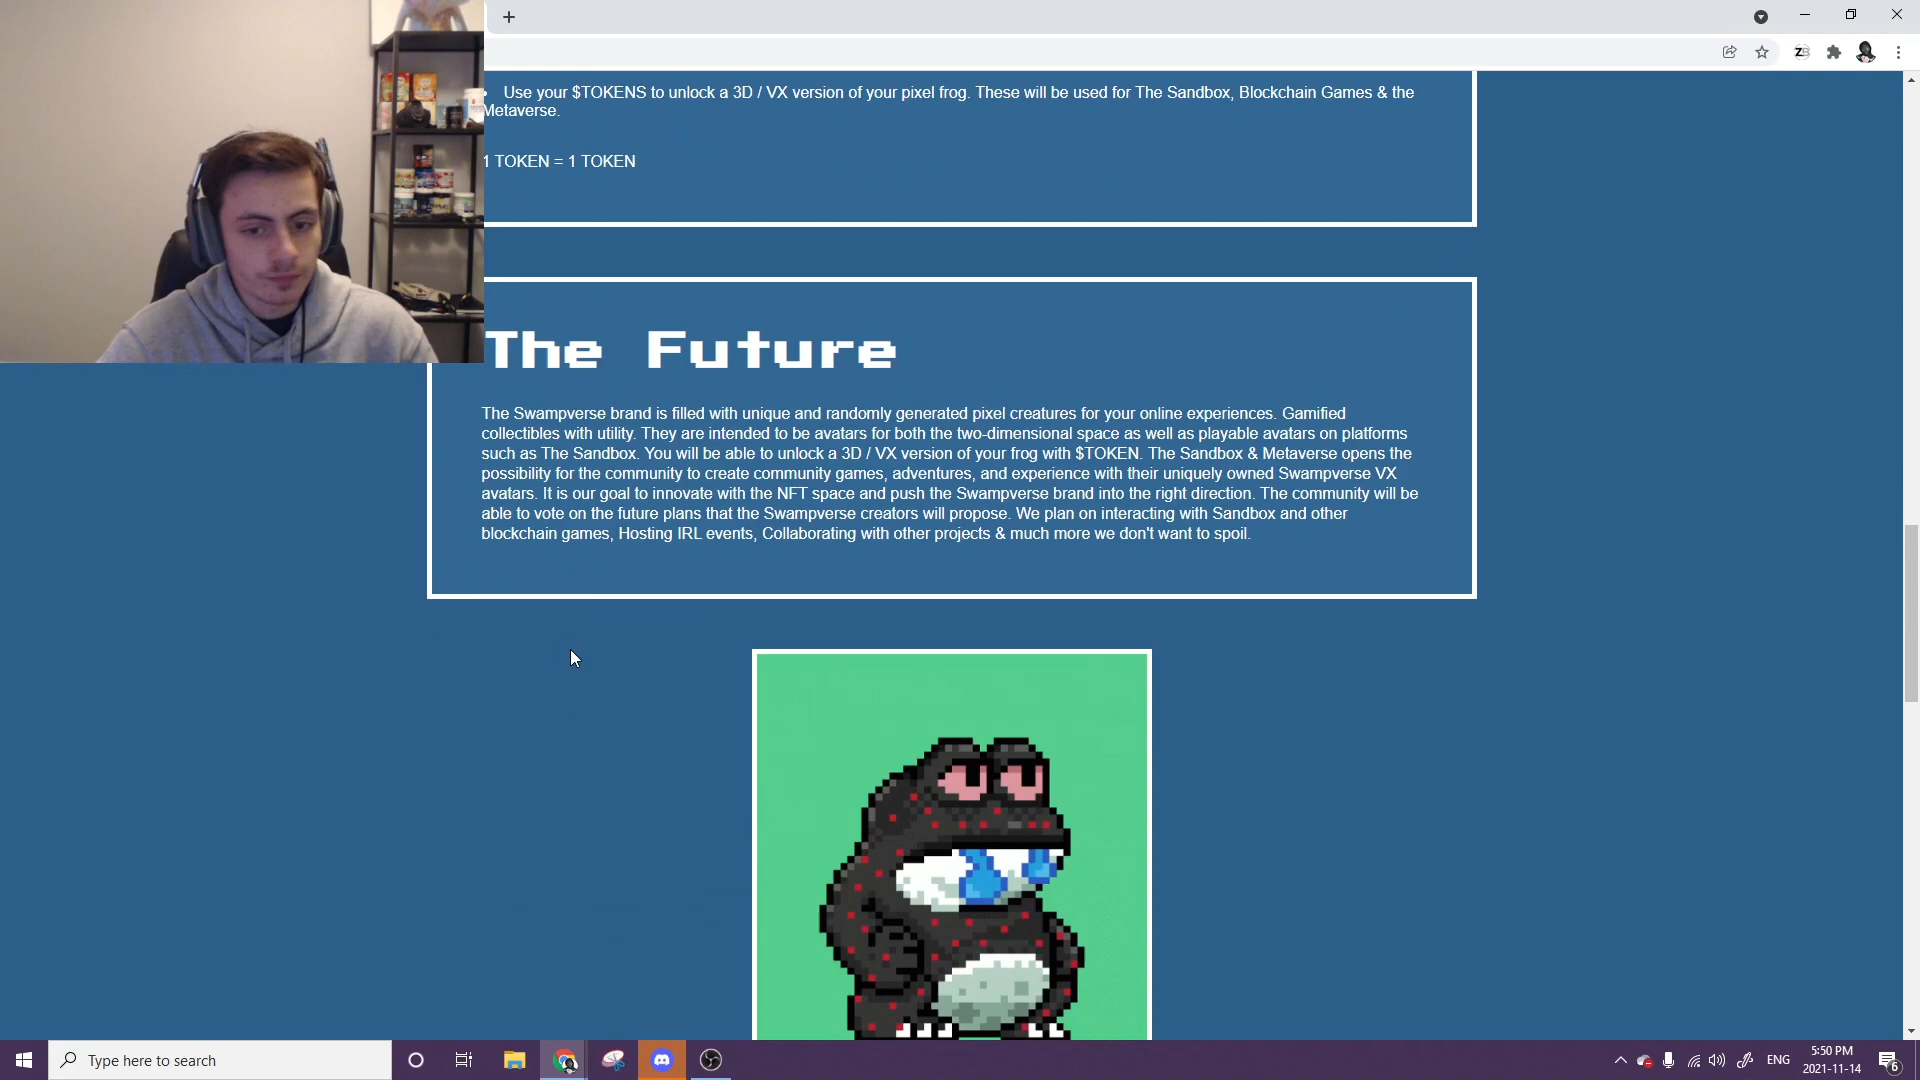 Use your $TOKENS to unlock a 3D / VX version of your pixel frog. These will be used for The Sandbox, Blockchain Games & the
Metaverse.
1 TOKEN = 1 TOKEN
The Future
The Swampverse brand is filled with unique and randomly generated pixel creatures for your online experiences. Gamified
collectibles with utility. They are intended to be avatars for both the two-dimensional space as well as playable avatars on platforms
such as The Sandbox. You will be able to unlock a 3D / VX version of your frog with $TOKEN. The Sandbox & Metaverse opens the
possibility for the community to create community games, adventures, and experience with their uniquely owned Swampverse VX
avatars. It is our goal to innovate with the NFT space and push the Swampverse brand into the right direction. The community will be
able to vote on the future plans that the Swampverse creators will propose. We plan on interacting with Sandbox and other
blockchain games, Hosting IRL events, Collaborating with other projects & much more we don't want to spoil.
Type here to search
ENG
5:50 PM
2021-11-14
6